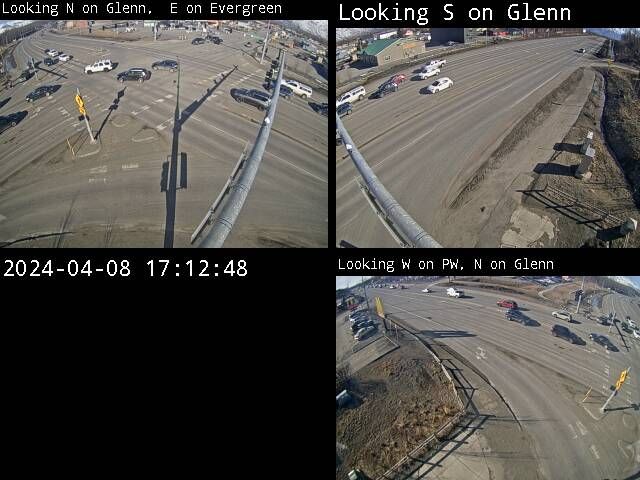 Looking N on Glenn,  E on Evergreen
Looking S on Glenn
2024-04-08 17:12:48
Looking W on PW, N on Glenn